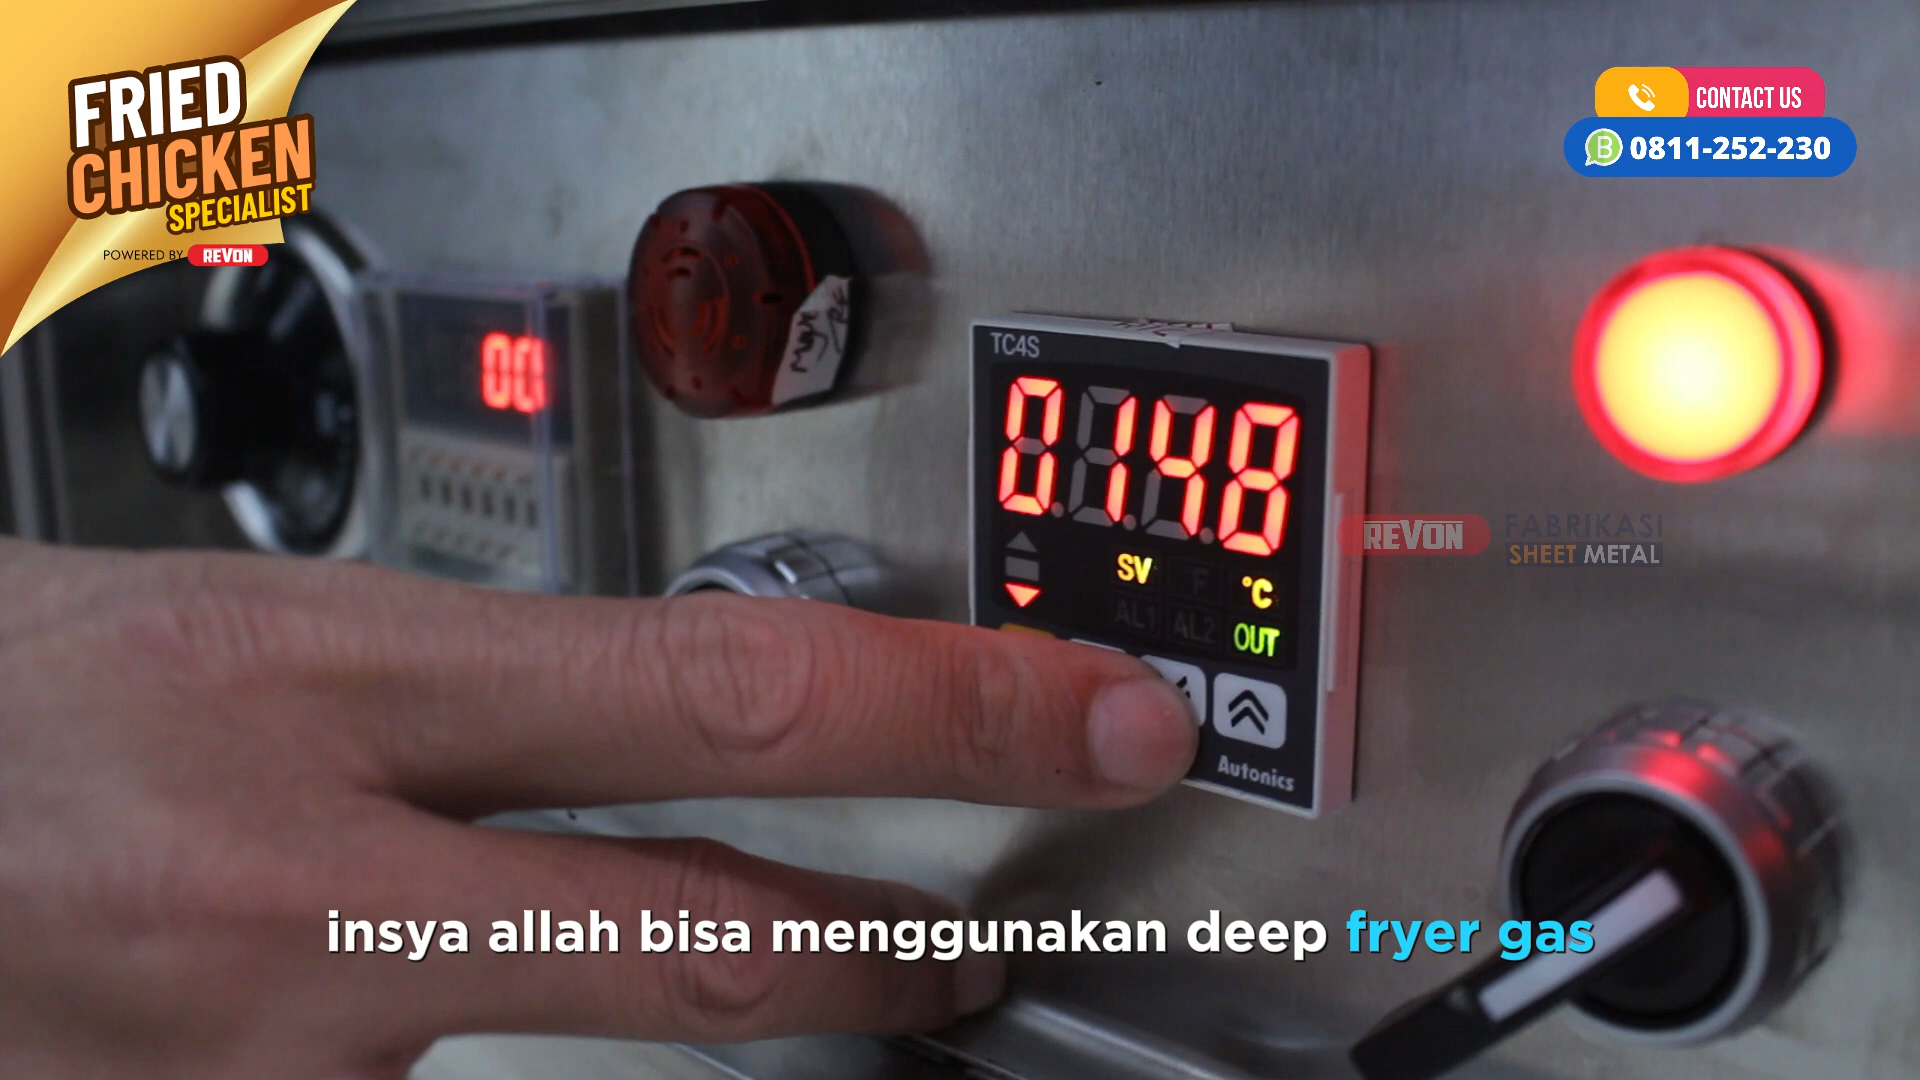 FRIED
CHICKEN
SPECIALIST
POWERED BY REVON
CONTACT US
0811-252-230
TC4S
0148
SV
F
°C
AL1 AL2 OUT
Autonics
REVON
FABRIKASI
SHEET METAL
insya allah bisa menggunakan deep fryer gas